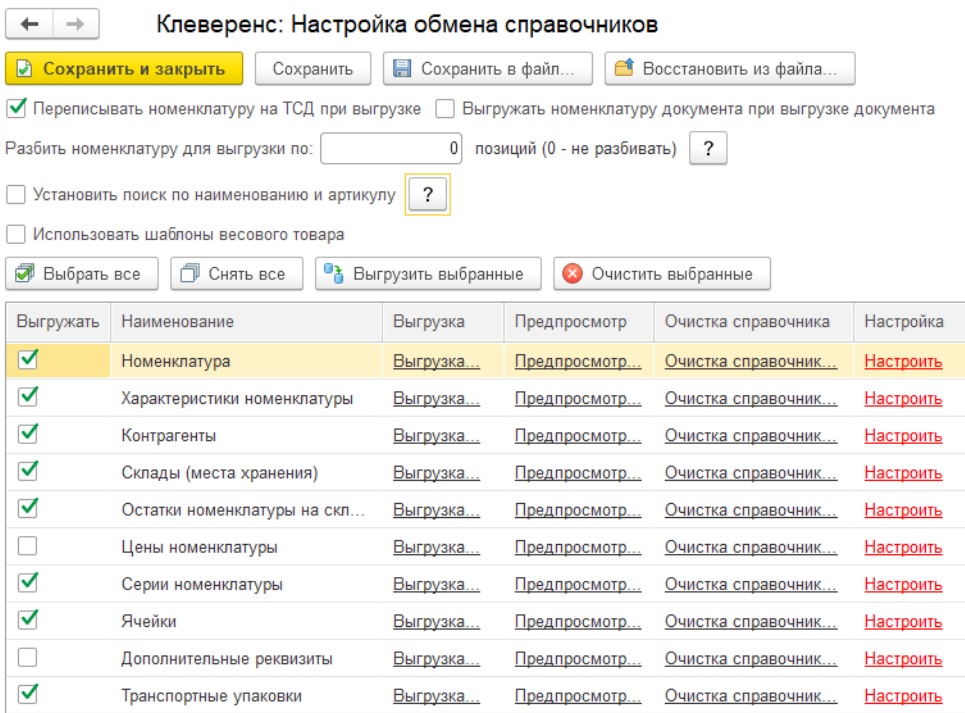 Клеверенс: Настройка обмена справочников
Сохранить и закрыть Сохранить Сохранить в файл... Восстановить из файла...
Переписывать номенклатуру на ТСД при выгрузке Выгружать номенклатуру документа при выгрузке документа
Разбить номенклатуру для выгрузки по: 0 позиций (0 - не разбивать) ?
Установить поиск по наименованию и артикулу ?
Использовать шаблоны весового товара
Выбрать все Снять все Выгрузить выбранные Очистить выбранные
Выгружать Наименование Выгрузка Предпросмотр Очистка справочника Настройка
Номенклатура Выгрузка... Предпросмотр... Очистка справочник... Настроить
Характеристики номенклатуры Выгрузка... Предпросмотр... Очистка справочник... Настроить
Контрагенты Выгрузка... Предпросмотр... Очистка справочник... Настроить
Склады (места хранения) Выгрузка... Предпросмотр... Очистка справочник... Настроить
Остатки номенклатуры на скл... Выгрузка... Предпросмотр... Очистка справочник... Настроить
Цены номенклатуры Выгрузка... Предпросмотр... Очистка справочник... Настроить
Серии номенклатуры Выгрузка... Предпросмотр... Очистка справочник... Настроить
Ячейки Выгрузка... Предпросмотр... Очистка справочник... Настроить
Дополнительные реквизиты Выгрузка... Предпросмотр... Очистка справочник... Настроить
Транспортные упаковки Выгрузка... Предпросмотр... Очистка справочник... Настроить